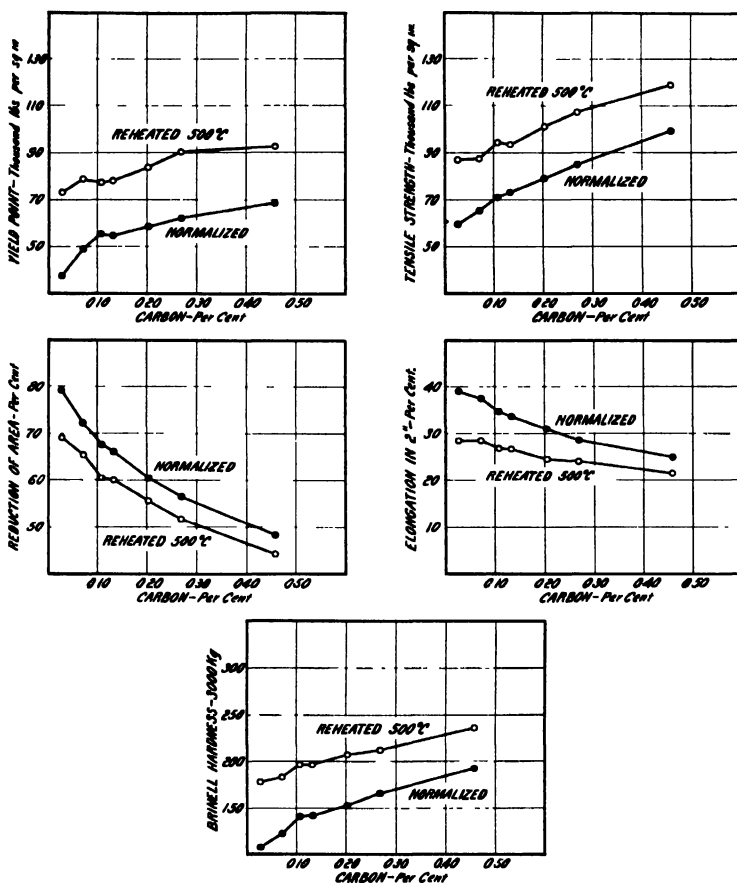 YIELD POINT-Thousand lbs per sq in
130
110
90
70
50
REHEATED 500°C
NORMALIZED
0.10 0.20 0.30 0.40 0.50
CARBON-Per Cent
TENSILE STRENGTH-Thousand lbs per sq in.
130
110
90
70
50
REHEATED 500°C
NORMALIZED
0.10 0.20 0.30 0.40 0.50
CARBON-Per Cent
REDUCTION OF AREA-Per Cent
80
70
60
50
NORMALIZED
REHEATED 500°C
0.10 0.20 0.30 0.40 0.50
CARBON-Per Cent
ELONGATION IN 2"-Per Cent.
40
30
20
10
NORMALIZED
REHEATED 500°C
0.10 0.20 0.30 0.40 0.50
CARBON-Per Cent
BRINELL HARDNESS-3000Kg
300
250
200
150
REHEATED 500°C
NORMALIZED
0.10 0.20 0.30 0.40 0.50
CARBON-Per Cent